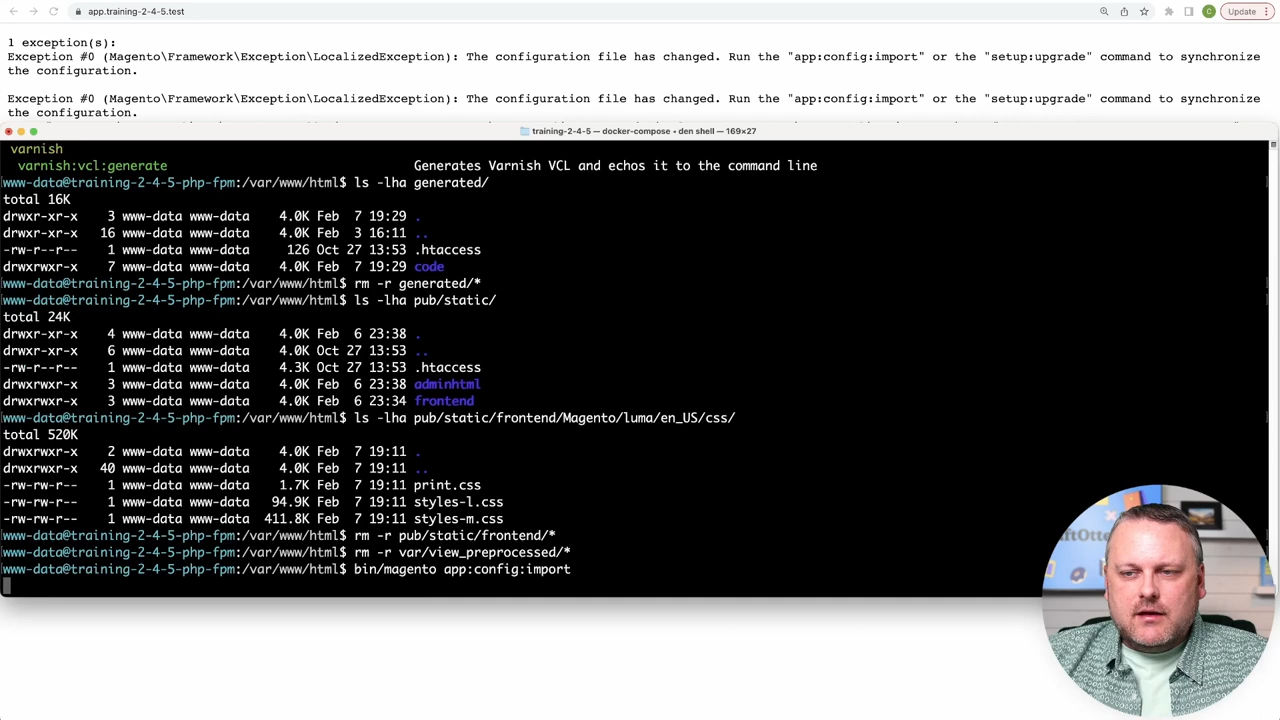 app.training-2-4-5.test
Update
1 exception(s):
Exception #0 (Magento\Framework\Exception\LocalizedException): The configuration file has changed. Run the "app:config:import" or the "setup:upgrade" command to synchronize
the configuration.
Exception #0 (Magento\Framework\Exception\LocalizedException): The configuration file has changed. Run the "app:config:import" or the "setup:upgrade" command to synchronize
the configuration.
training-2-4-5 — docker-compose • den shell — 169×27
varnish
varnish:vcl:generate Generates Varnish VCL and echos it to the command line
www-data@training-2-4-5-php-fpm:/var/www/html$ ls -lha generated/
total 16K
drwxr-xr-x 3 www-data www-data 4.0K Feb 7 19:29 .
drwxr-xr-x 16 www-data www-data 4.0K Feb 3 16:11 ..
-rw-r--r-- 1 www-data www-data 126 Oct 27 13:53 .htaccess
drwxrwxr-x 7 www-data www-data 4.0K Feb 7 19:29 code
www-data@training-2-4-5-php-fpm:/var/www/html$ rm -r generated/*
www-data@training-2-4-5-php-fpm:/var/www/html$ ls -lha pub/static/
total 24K
drwxr-xr-x 4 www-data www-data 4.0K Feb 6 23:38 .
drwxr-xr-x 6 www-data www-data 4.0K Oct 27 13:53 ..
-rw-r--r-- 1 www-data www-data 4.3K Oct 27 13:53 .htaccess
drwxrwxr-x 3 www-data www-data 4.0K Feb 6 23:38 adminhtml
drwxrwxr-x 3 www-data www-data 4.0K Feb 6 23:34 frontend
www-data@training-2-4-5-php-fpm:/var/www/html$ ls -lha pub/static/frontend/Magento/luma/en_US/css/
total 520K
drwxrwxr-x 2 www-data www-data 4.0K Feb 7 19:11 .
drwxrwxr-x 40 www-data www-data 4.0K Feb 7 19:11 ..
-rw-rw-r-- 1 www-data www-data 1.7K Feb 7 19:11 print.css
-rw-rw-r-- 1 www-data www-data 94.9K Feb 7 19:11 styles-l.css
-rw-rw-r-- 1 www-data www-data 411.8K Feb 7 19:11 styles-m.css
www-data@training-2-4-5-php-fpm:/var/www/html$ rm -r pub/static/frontend/*
www-data@training-2-4-5-php-fpm:/var/www/html$ rm -r var/view_preprocessed/*
www-data@training-2-4-5-php-fpm:/var/www/html$ bin/magento app:config:import